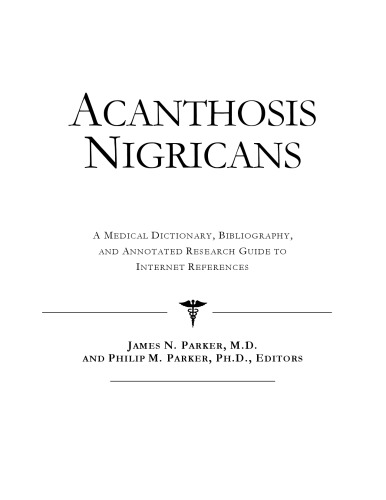 ACANTHOSIS
NIGRICANS
A MEDICAL DICTIONARY, BIBLIOGRAPHY,
AND ANNOTATED RESEARCH GUIDE TO
INTERNET REFERENCES
JAMES N. PARKER, M.D.
AND PHILIP M. PARKER, PH.D., EDITORS